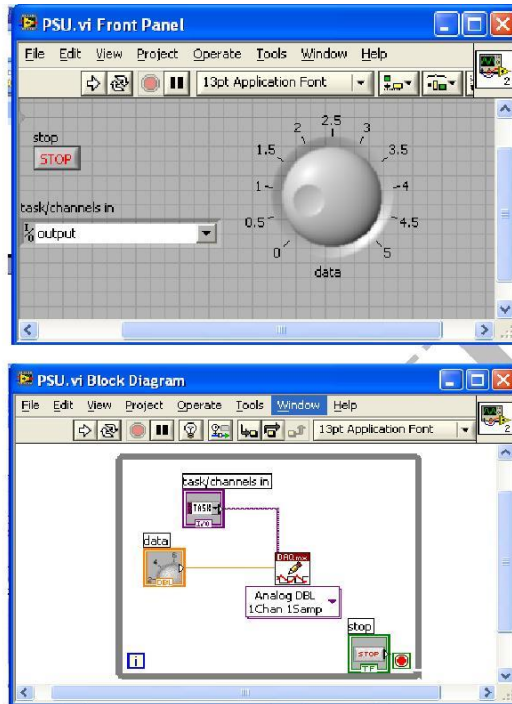 PSU.vi Front Panel
File Edit View Project Operate Tools Window Help
13pt Application Font
2
stop
STOP
task/channels in
I/O output
0
0.5
1
1.5
2
2.5
3
3.5
4
4.5
5
data
PSU.vi Block Diagram
File Edit View Project Operate Tools Window Help
13pt Application Font
2
task/channels in
TASK
I/O
data
DBL
DAQmx
Analog DBL
1Chan 1Samp
stop
STOP
TF
i